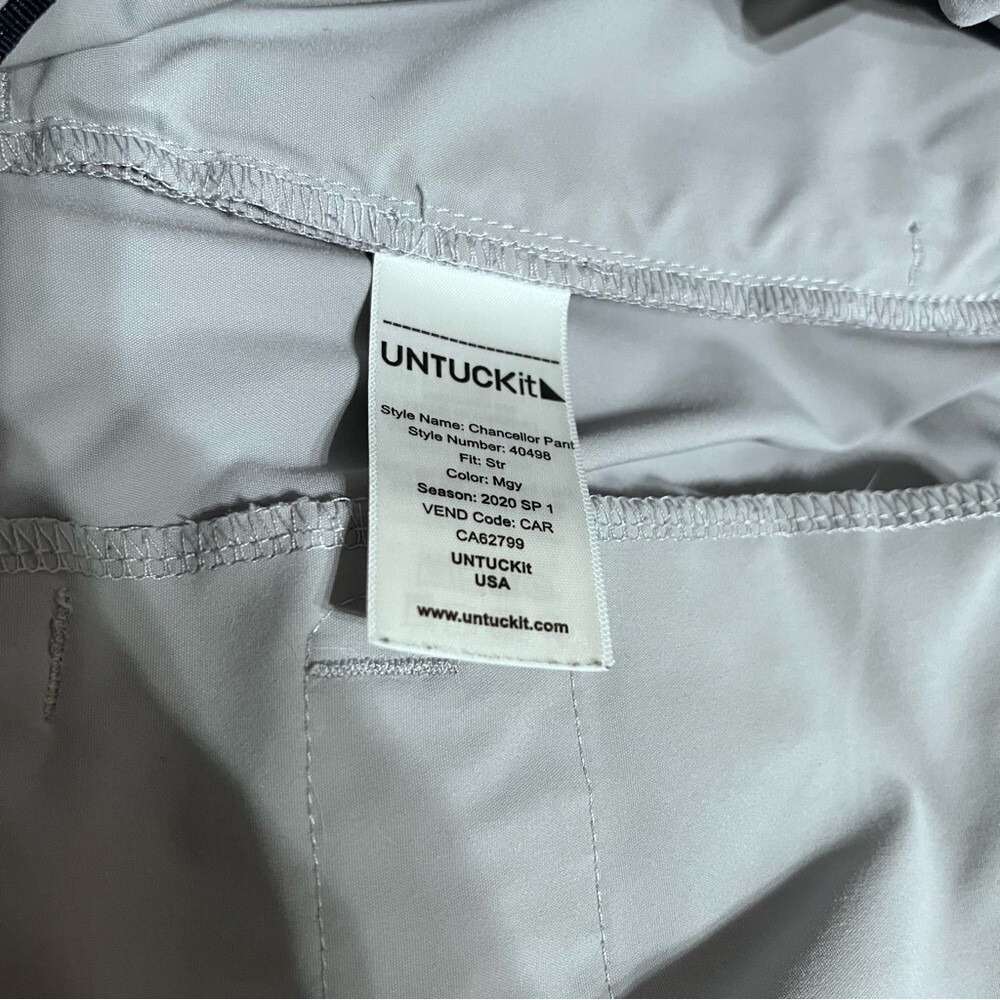 UNTUCKit
Style Name: Chancellor Pant
Style Number: 40498
Fit: Str
Color: Mgy
Season: 2020 SP 1
VEND Code: CAR
CA62799
UNTUCKit
USA
www.untuckit.com